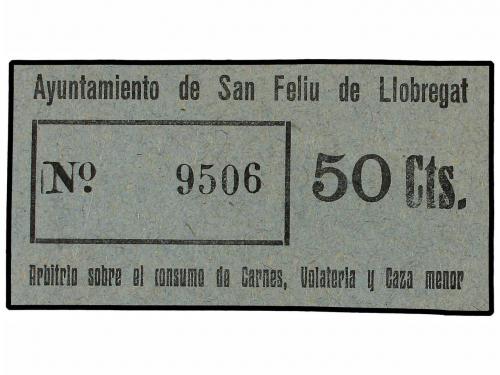 Ayuntamiento de San Feliu de Llobregat
Nº 9506 50 Cts.
Arbitrio sobre el consumo de Carnes, Volateria y Caza menor